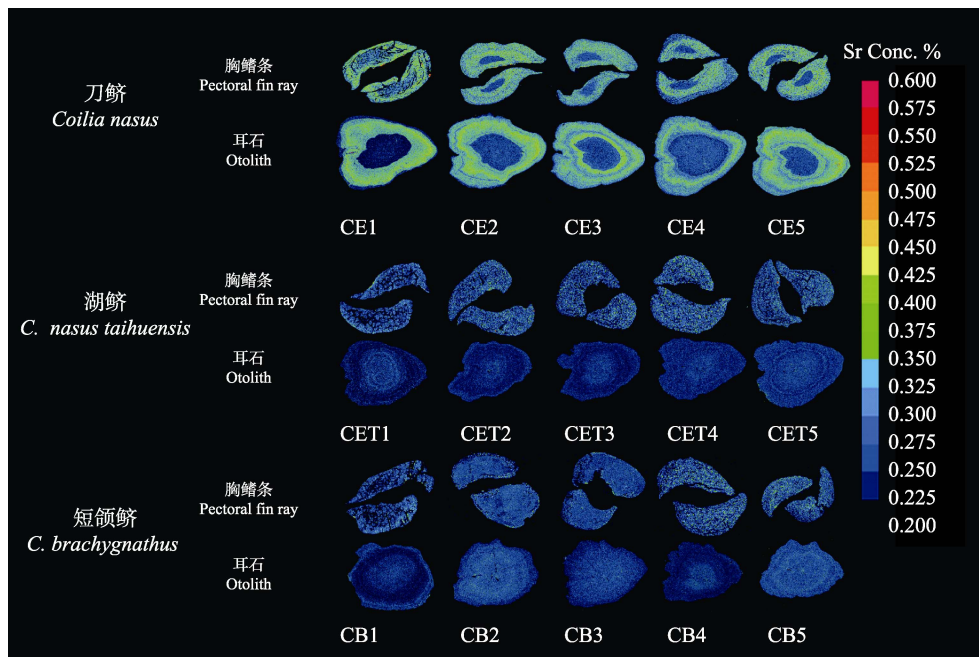 Sr Conc. %
刀鲚
Coilia nasus
胸鳍条
Pectoral fin ray
耳石
Otolith
CE1 CE2 CE3 CE4 CE5
湖鲚
C. nasus taihuensis
胸鳍条
Pectoral fin ray
耳石
Otolith
CET1 CET2 CET3 CET4 CET5
短颌鲚
C. brachygnathus
胸鳍条
Pectoral fin ray
耳石
Otolith
CB1 CB2 CB3 CB4 CB5
0.600
0.575
0.550
0.525
0.500
0.475
0.450
0.425
0.400
0.375
0.350
0.325
0.300
0.275
0.250
0.225
0.200